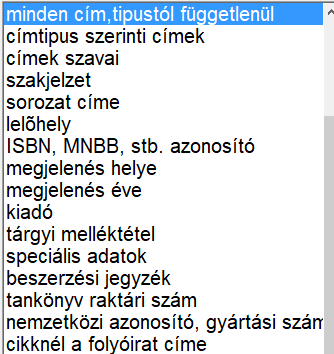 minden cím,tipustól függetlenül
címtipus szerinti címek
címek szavai
szakjelzet
sorozat címe
lelõhely
ISBN, MNBB, stb. azonosító
megjelenés helye
megjelenés éve
kiadó
tárgyi melléktétel
speciális adatok
beszerzési jegyzék
tankönyv raktári szám
nemzetközi azonosító, gyártási szám
cikknél a folyóirat címe